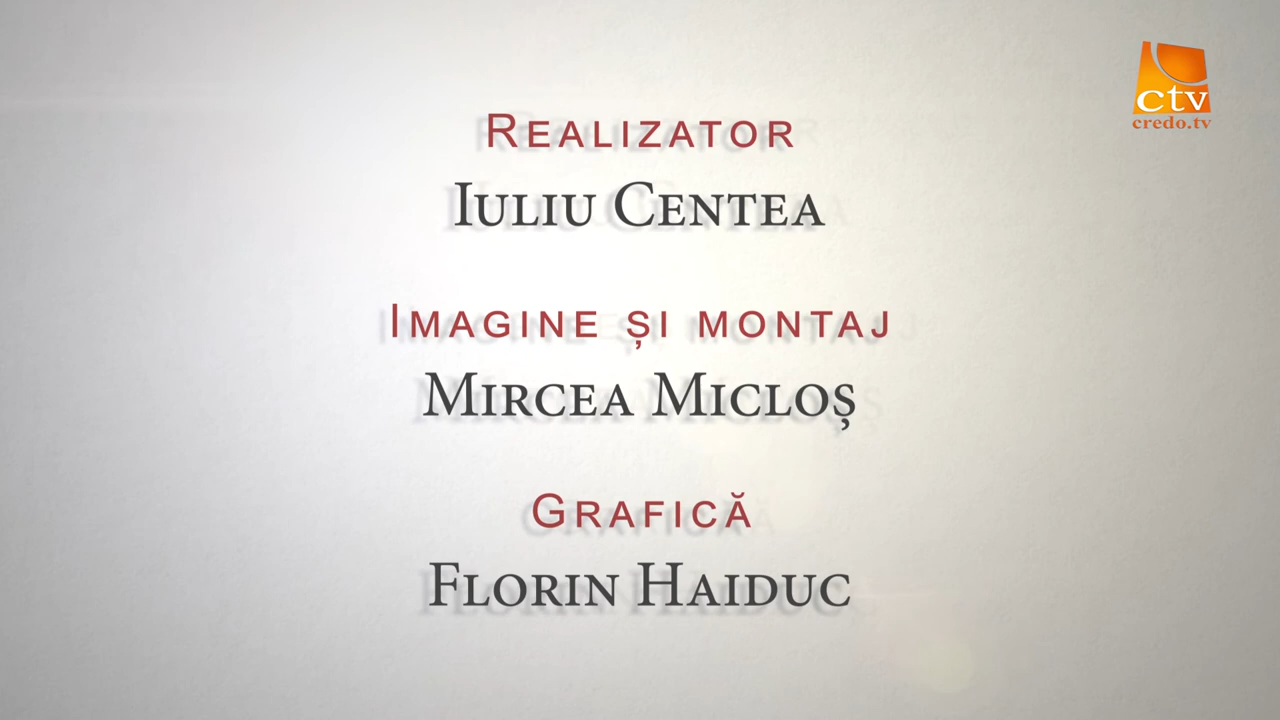 REALIZATOR
IULIU CENTEA
IMAGINE ȘI MONTAJ
MIRCEA MICLOȘ
GRAFICĂ
FLORIN HAIDUC
ctv
credo.tv